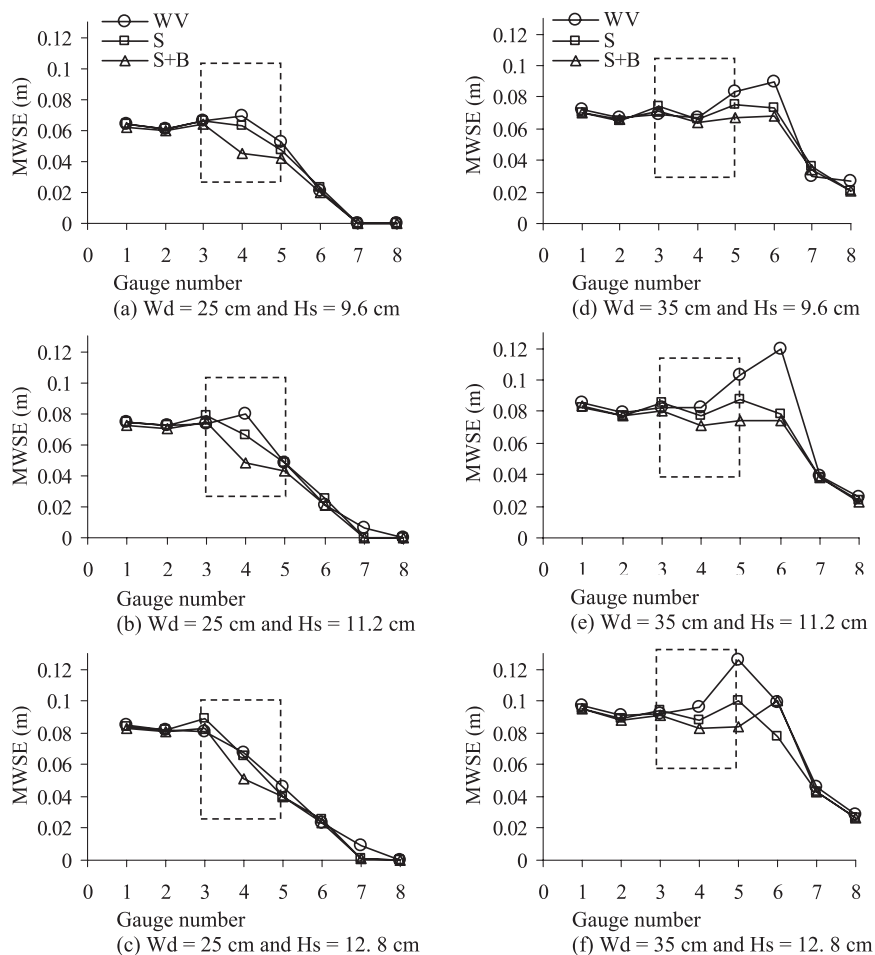 WV
S
S+B
0.12
0.1
0.08
0.06
0.04
0.02
0
MWSE (m)
0 1 2 3 4 5 6 7 8
Gauge number
(a) Wd = 25 cm and Hs = 9.6 cm
WV
S
S+B
0.12
0.1
0.08
0.06
0.04
0.02
0
MWSE (m)
0 1 2 3 4 5 6 7 8
Gauge number
(d) Wd = 35 cm and Hs = 9.6 cm
0.12
0.1
0.08
0.06
0.04
0.02
0
MWSE (m)
0 1 2 3 4 5 6 7 8
Gauge number
(b) Wd = 25 cm and Hs = 11.2 cm
0.12
0.1
0.08
0.06
0.04
0.02
0
MWSE (m)
0 1 2 3 4 5 6 7 8
Gauge number
(e) Wd = 35 cm and Hs = 11.2 cm
0.12
0.1
0.08
0.06
0.04
0.02
0
MWSE (m)
0 1 2 3 4 5 6 7 8
Gauge number
(c) Wd = 25 cm and Hs = 12. 8 cm
0.12
0.1
0.08
0.06
0.04
0.02
0
MWSE (m)
0 1 2 3 4 5 6 7 8
Gauge number
(f) Wd = 35 cm and Hs = 12. 8 cm